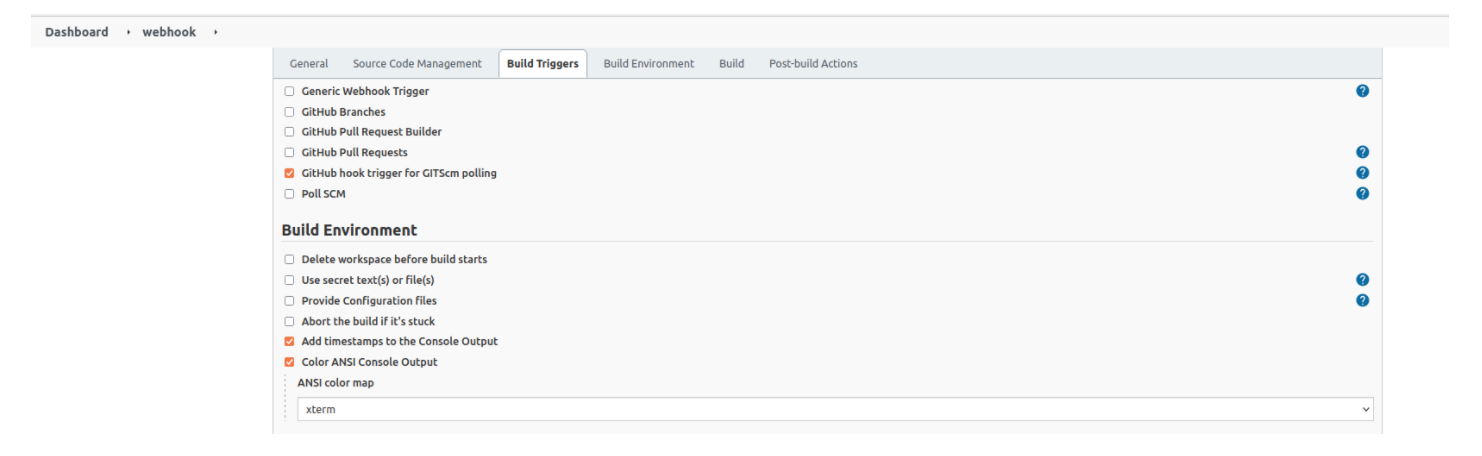 Dashboard › webhook ›
General Source Code Management Build Triggers Build Environment Build Post-build Actions
Generic Webhook Trigger ?
GitHub Branches
GitHub Pull Request Builder
GitHub Pull Requests ?
GitHub hook trigger for GITScm polling ?
Poll SCM ?
Build Environment
Delete workspace before build starts
Use secret text(s) or file(s) ?
Provide Configuration files ?
Abort the build if it's stuck
Add timestamps to the Console Output
Color ANSI Console Output
ANSI color map
xterm